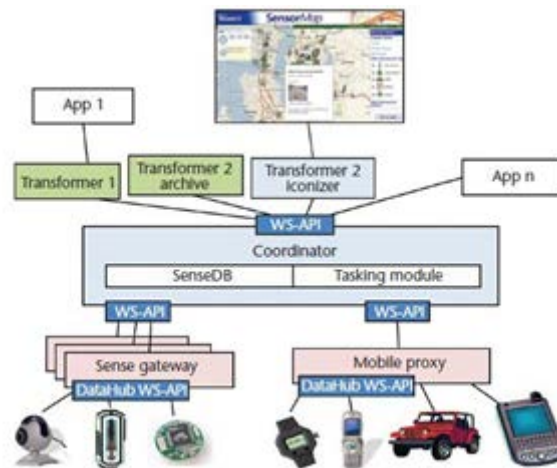 SensorMap
App 1
Transformer 1
Transformer 2
archive
Transformer 2
iconizer
App n
WS-API
Coordinator
SenseDB
Tasking module
WS-API
WS-API
Sense gateway
Mobile proxy
DataHub WS-API
DataHub WS-API